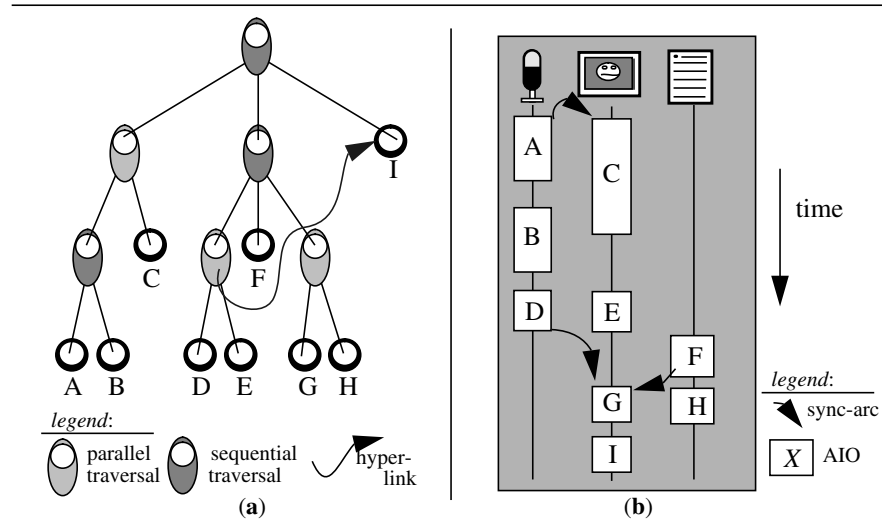 I
C
F
A B D E G H
legend:
parallel
traversal
sequential
traversal
hyper-
link
(a)
A
C
B
D
E
F
G
H
I
time
legend:
sync-arc
X
AIO
(b)